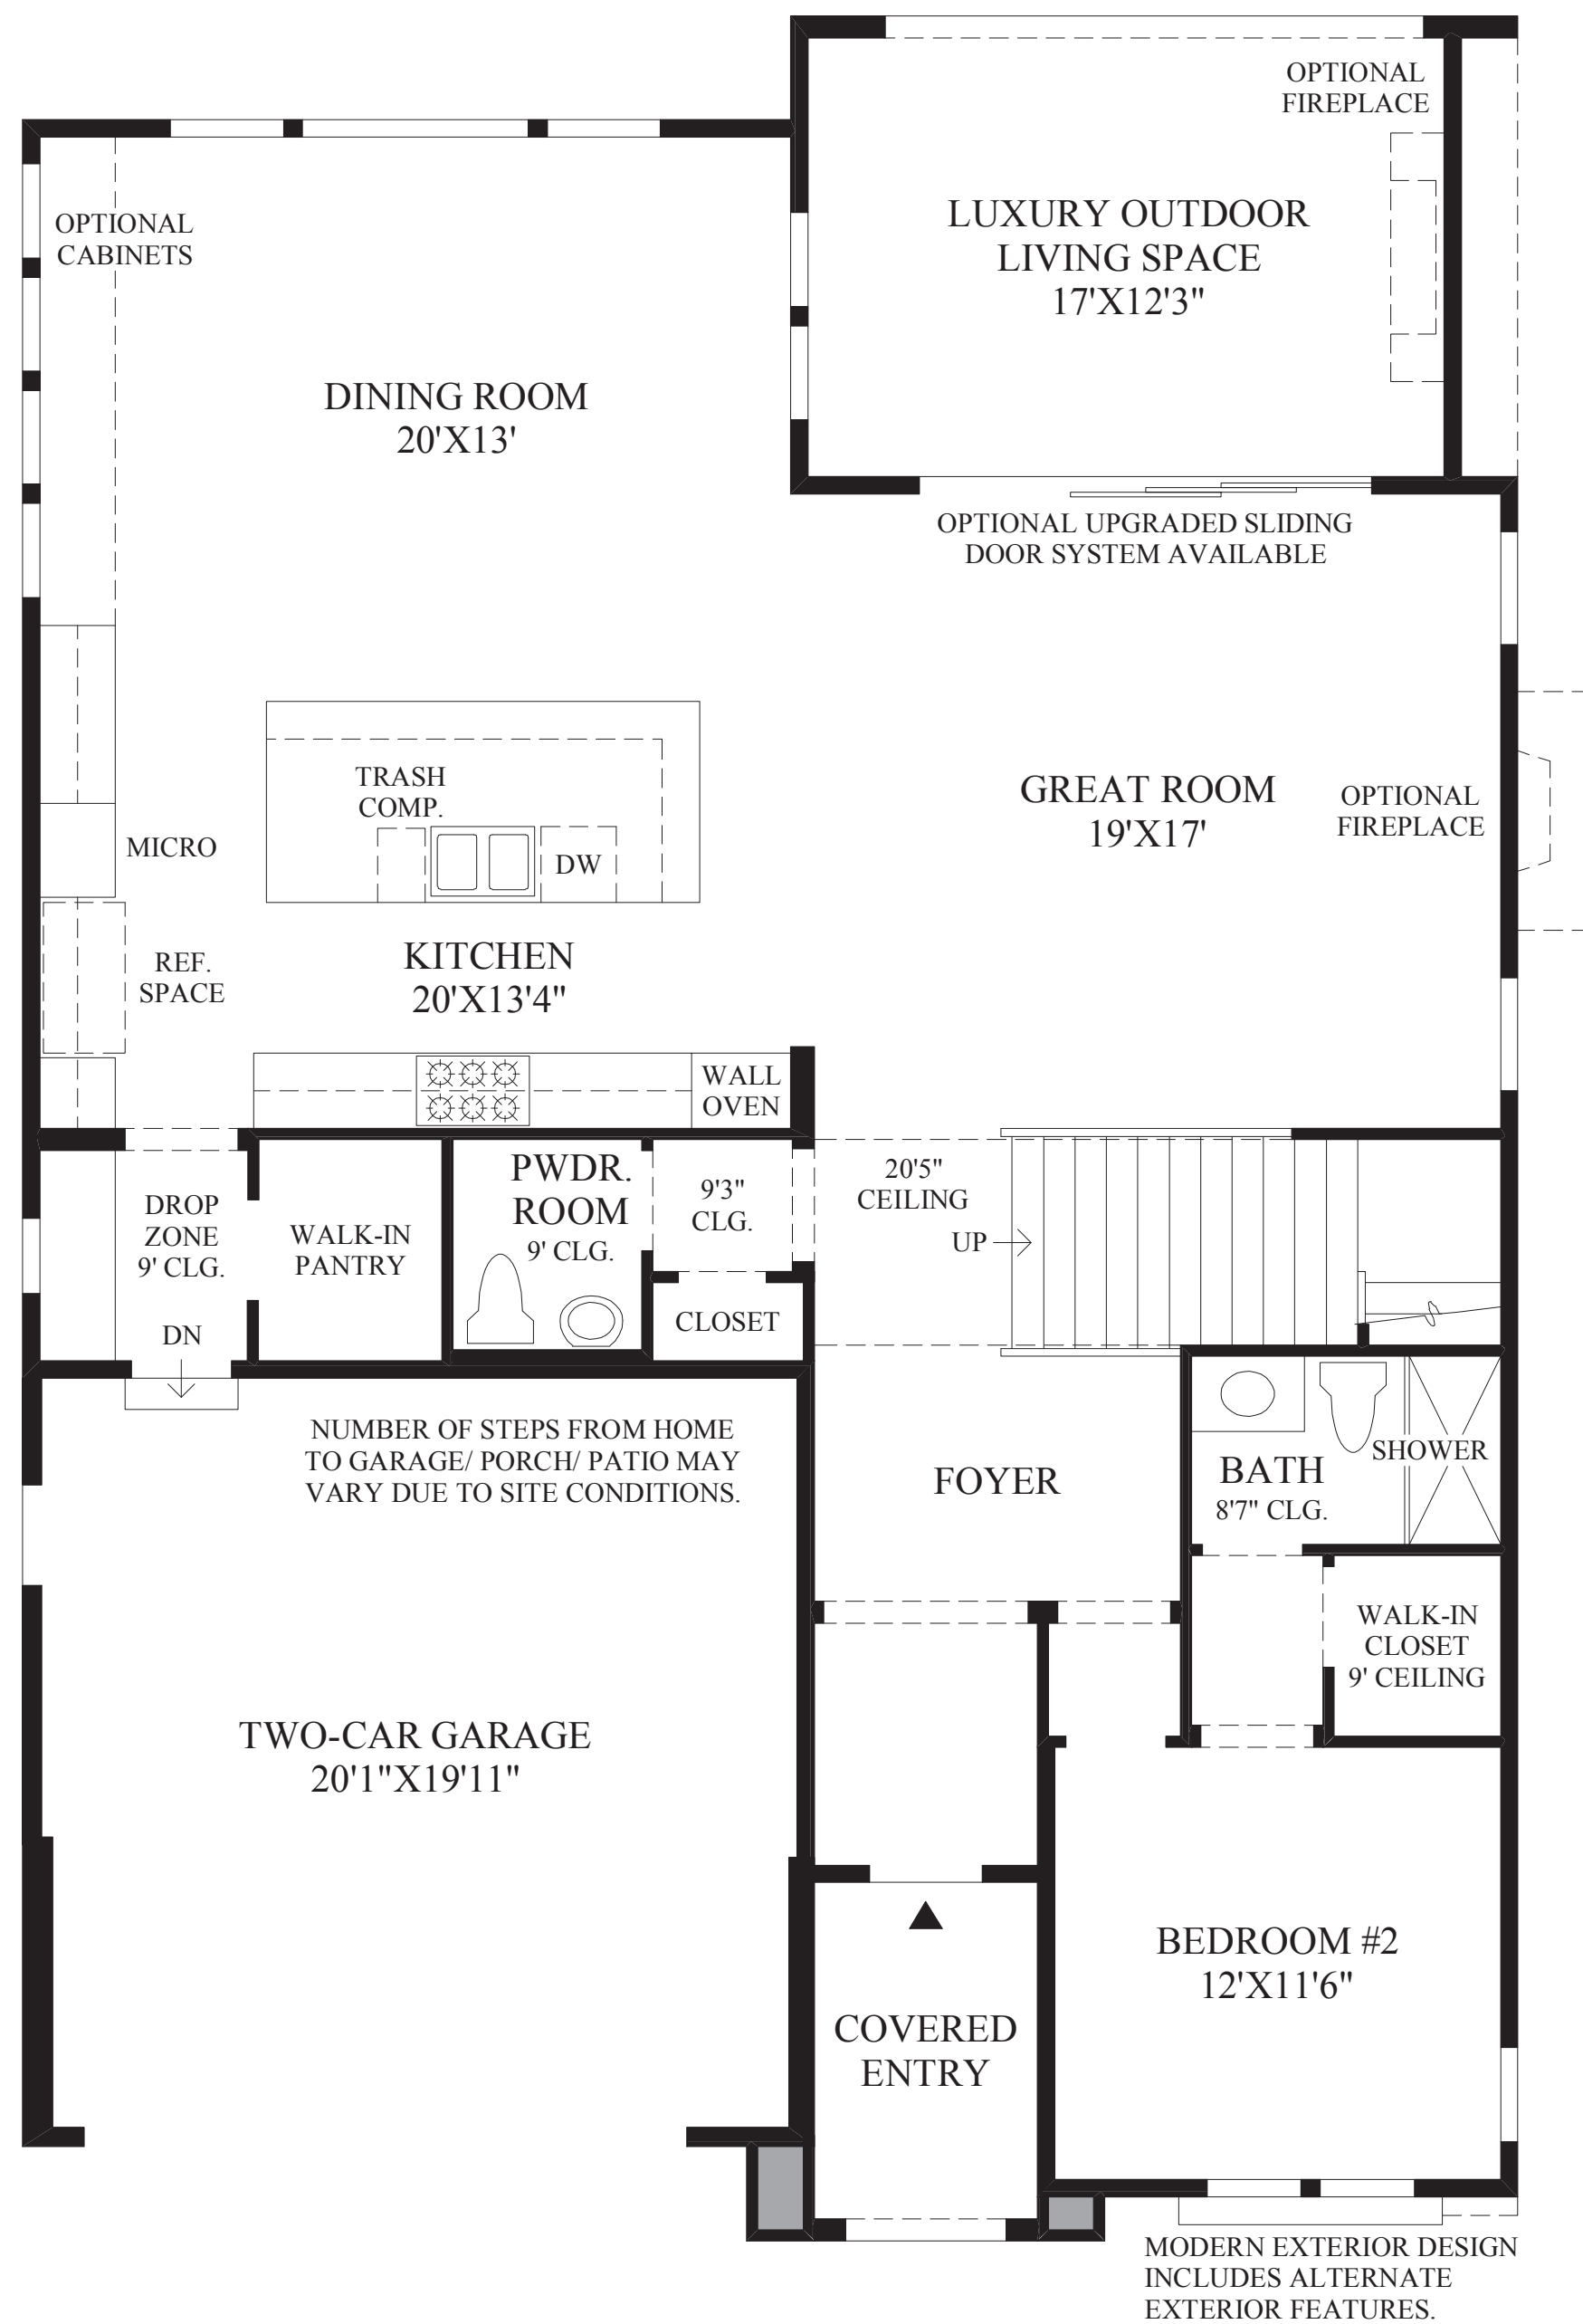 OPTIONAL
FIREPLACE
OPTIONAL
CABINETS
LUXURY OUTDOOR
LIVING SPACE
17'X12'3"
DINING ROOM
20'X13'
OPTIONAL UPGRADED SLIDING
DOOR SYSTEM AVAILABLE
TRASH
COMP.
MICRO
DW
GREAT ROOM
19'X17'
OPTIONAL
FIREPLACE
KITCHEN
20'X13'4"
REF.
SPACE
WALL
OVEN
DROP
ZONE
9' CLG.
DN
WALK-IN
PANTRY
PWDR.
ROOM
9' CLG.
9'3"
CLG.
CLOSET
20'5"
CEILING
UP
NUMBER OF STEPS FROM HOME
TO GARAGE/ PORCH/ PATIO MAY
VARY DUE TO SITE CONDITIONS.
FOYER
BATH
8'7" CLG.
SHOWER
WALK-IN
CLOSET
9' CEILING
TWO-CAR GARAGE
20'1"X19'11"
BEDROOM #2
12'X11'6"
COVERED
ENTRY
MODERN EXTERIOR DESIGN
INCLUDES ALTERNATE
EXTERIOR FEATURES.